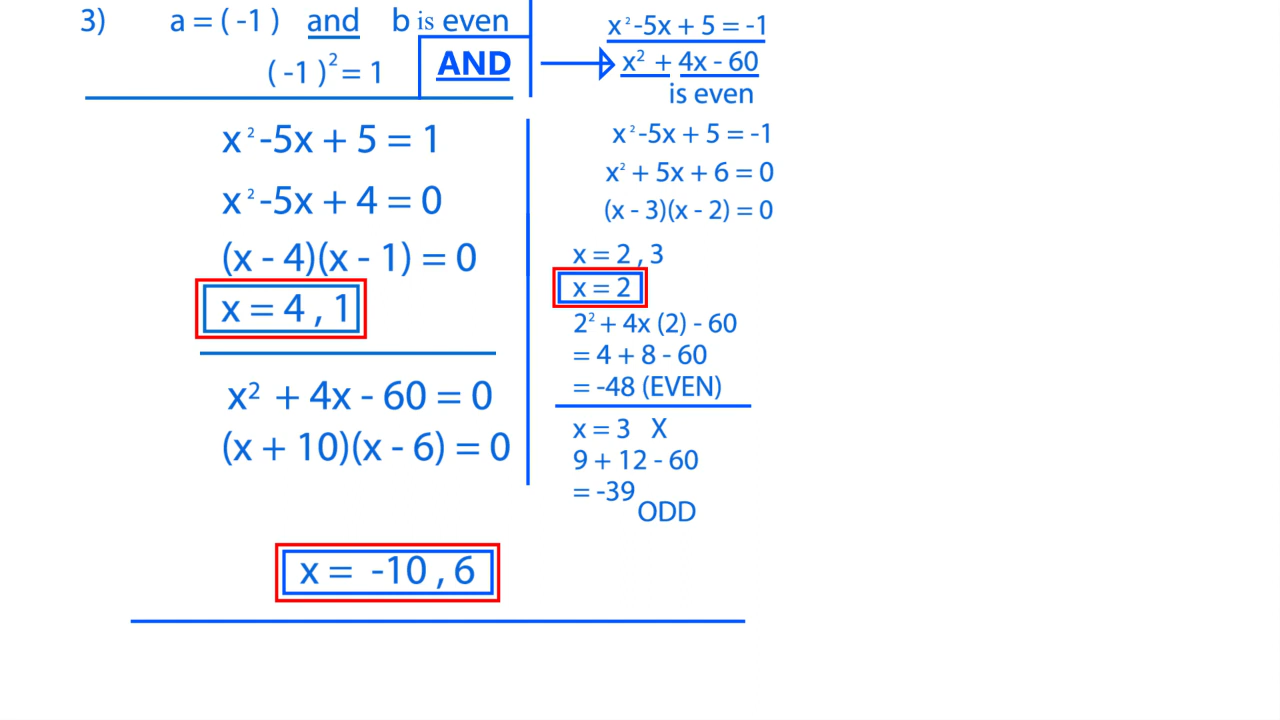 3) a = ( -1 ) and b is even
( -1 )² = 1
AND
x² -5x + 5 = -1
x² + 4x - 60
is even
x² -5x + 5 = 1
x² -5x + 4 = 0
(x - 4)(x - 1) = 0
x = 4 , 1
x² + 4x - 60 = 0
(x + 10)(x - 6) = 0
x = -10 , 6
x² -5x + 5 = -1
x² + 5x + 6 = 0
(x - 3)(x - 2) = 0
x = 2 , 3
x = 2
2² + 4x (2) - 60
= 4 + 8 - 60
= -48 (EVEN)
x = 3 X
9 + 12 - 60
= -39
ODD